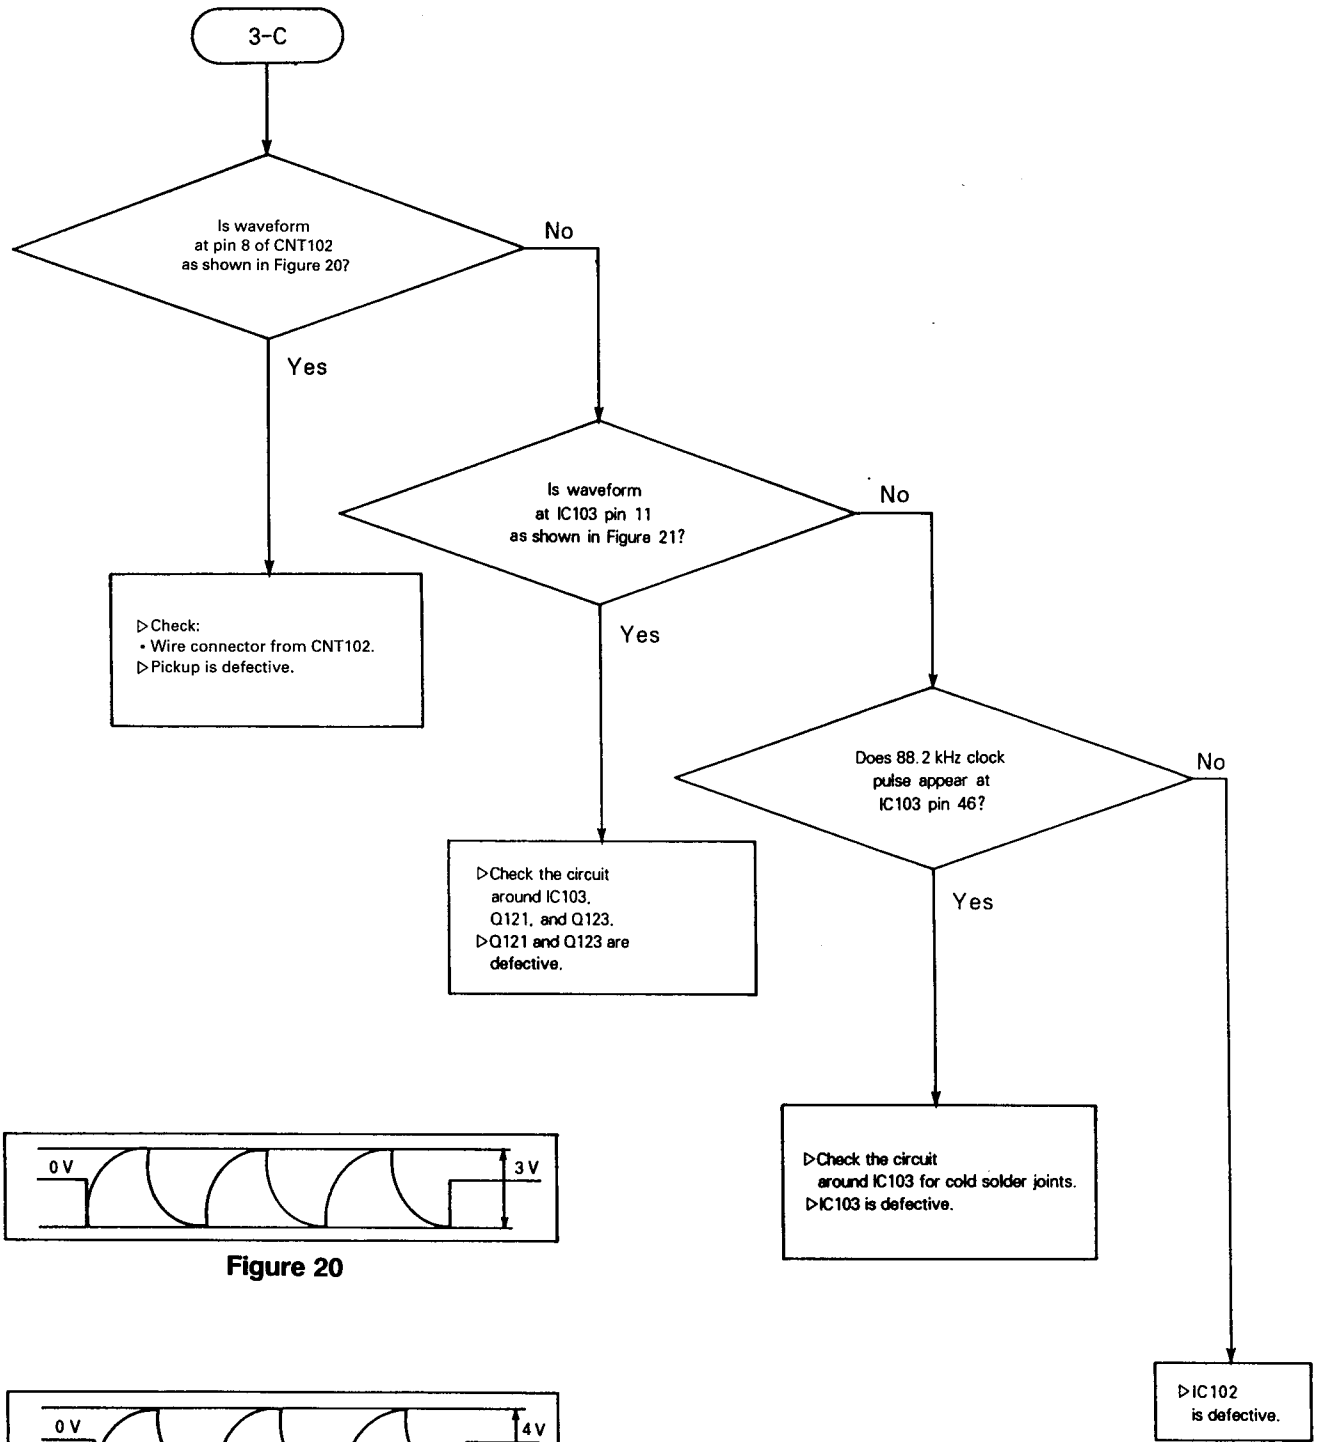 3-C
Is waveform
at pin 8 of CNT102
as shown in Figure 20?
No
Yes
Is waveform
at IC103 pin 11
as shown in Figure 21?
No
Yes
▷Check:
• Wire connector from CNT102.
▷Pickup is defective.
Does 88.2 kHz clock
pulse appear at
IC103 pin 46?
No
Yes
▷Check the circuit
around IC103,
Q121, and Q123.
▷Q121 and Q123 are
defective.
▷Check the circuit
around IC103 for cold solder joints.
▷IC103 is defective.
0 V
3 V
Figure 20
▷IC102
is defective.
0 V
4 V